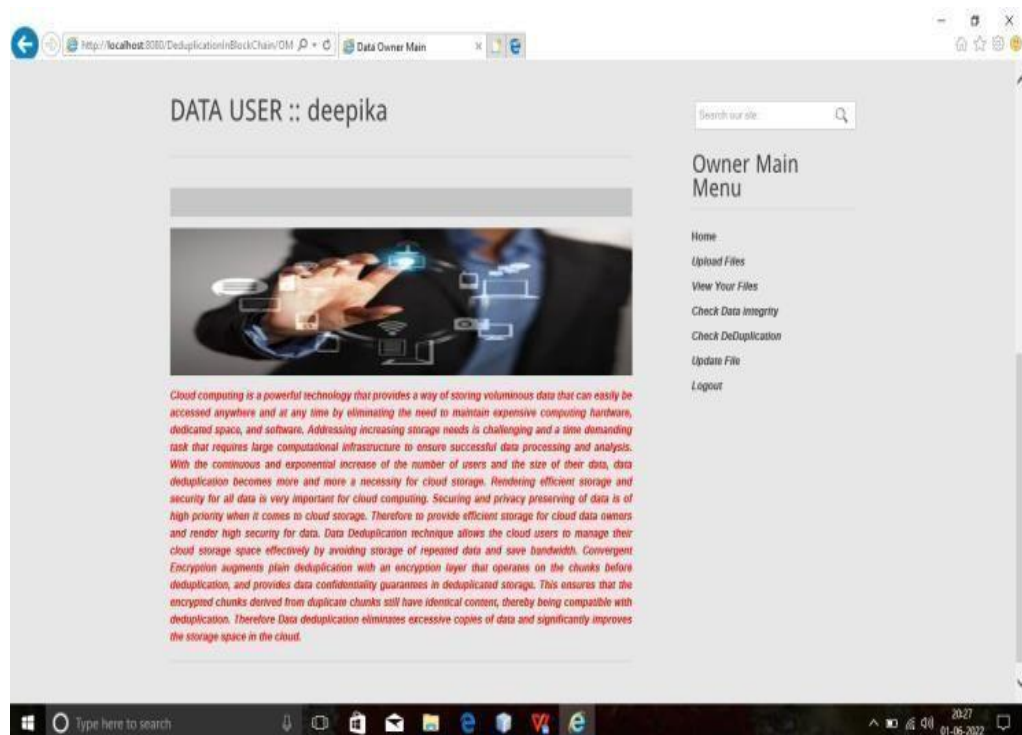 http://localhost:8080/DeduplicationInBlockChain/OM
Data Owner Main
DATA USER :: deepika
Search our site:
Owner Main
Menu
Home
Upload Files
View Your Files
Check Data Integrity
Check DeDuplication
Update File
Logout
Cloud computing is a powerful technology that provides a way of storing voluminous data that can easily be
accessed anywhere and at any time by eliminating the need to maintain expensive computing hardware,
dedicated space, and software. Addressing increasing storage needs is challenging and a time demanding
task that requires large computational infrastructure to ensure successful data processing and analysis.
With the continuous and exponential increase of the number of users and the size of their data, data
deduplication becomes more and more a necessity for cloud storage. Rendering efficient storage and
security for all data is very important for cloud computing. Securing and privacy preserving of data is of
high priority when it comes to cloud storage. Therefore to provide efficient storage for cloud data owners
and render high security for data. Data Deduplication technique allows the cloud users to manage their
cloud storage space effectively by avoiding storage of repeated data and save bandwidth. Convergent
Encryption augments plain deduplication with an encryption layer that operates on the chunks before
deduplication, and provides data confidentiality guarantees in deduplicated storage. This ensures that the
encrypted chunks derived from duplicate chunks still have identical content, thereby being compatible with
deduplication. Therefore Data deduplication eliminates excessive copies of data and significantly improves
the storage space in the cloud.
Type here to search
20:27
01-06-2022